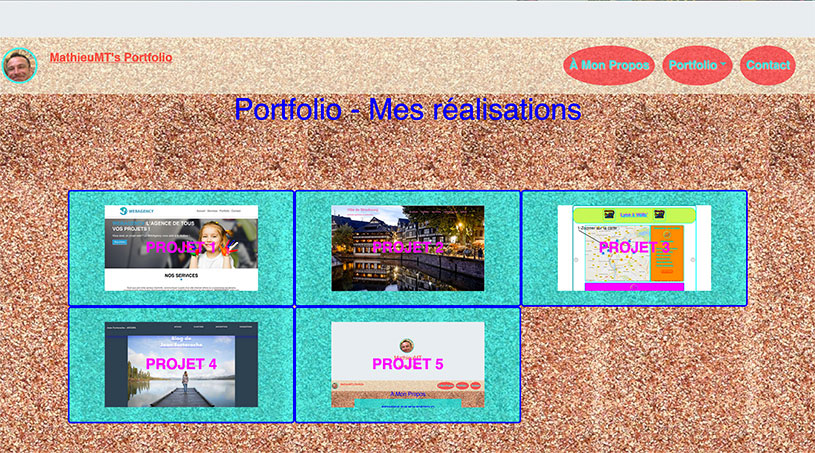 MathieuMT's Portfolio
À Mon Propos
Portfolio
Contact
Portfolio - Mes réalisations
WEBAGENCY
L'AGENCE DE TOUS
VOS PROJETS !
PROJET 1
NOS SERVICES
PROJET 2
PROJET 3
Blog de
PROJET 4
PROJET 5
À Mon Propos